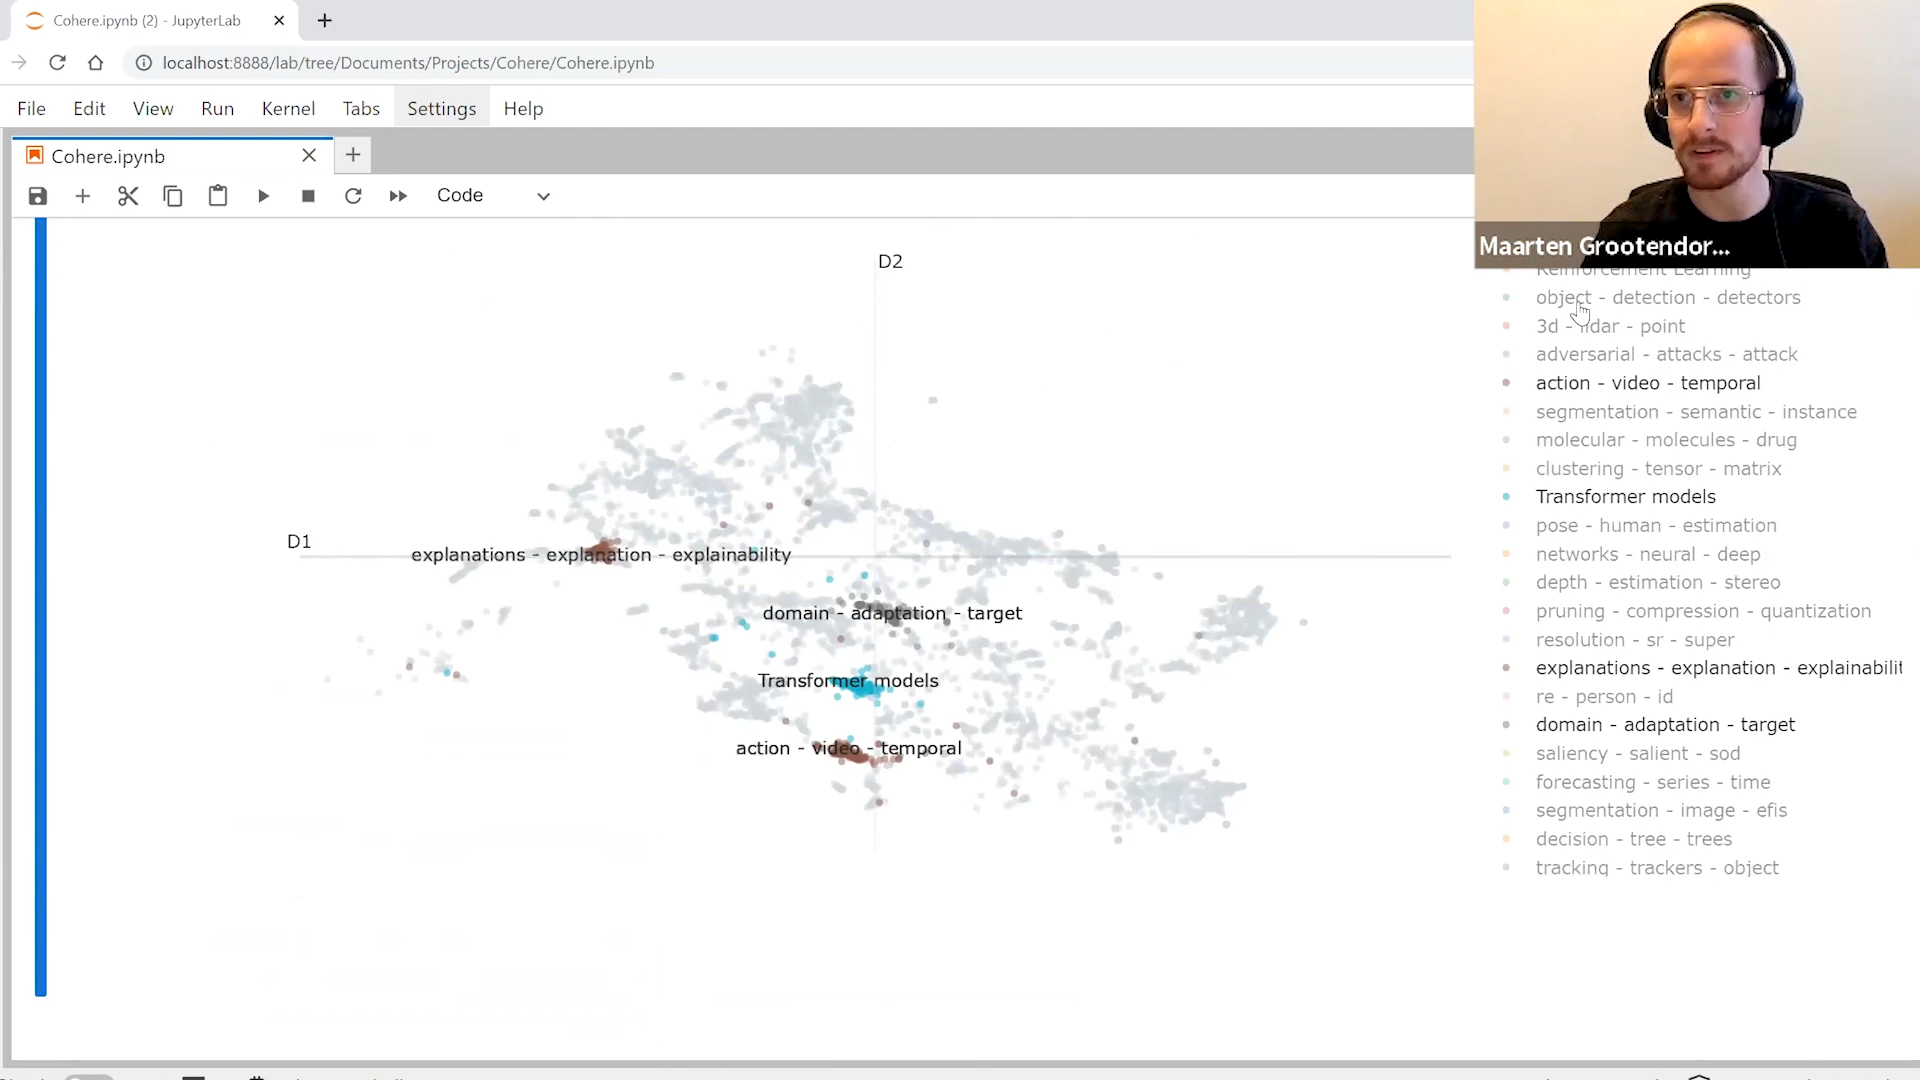 Cohere.ipynb (2) - JupyterLab
localhost:8888/lab/tree/Documents/Projects/Cohere/Cohere.ipynb
File Edit View Run Kernel Tabs Settings Help
Cohere.ipynb
Code
Maarten Grootendor...
D2
D1
explanations - explanation - explainability
domain - adaptation - target
Transformer models
action - video - temporal
Reinforcement Learning
object - detection - detectors
3d - lidar - point
adversarial - attacks - attack
action - video - temporal
segmentation - semantic - instance
molecular - molecules - drug
clustering - tensor - matrix
Transformer models
pose - human - estimation
networks - neural - deep
depth - estimation - stereo
pruning - compression - quantization
resolution - sr - super
explanations - explanation - explainabilit
re - person - id
domain - adaptation - target
saliency - salient - sod
forecasting - series - time
segmentation - image - efis
decision - tree - trees
tracking - trackers - object